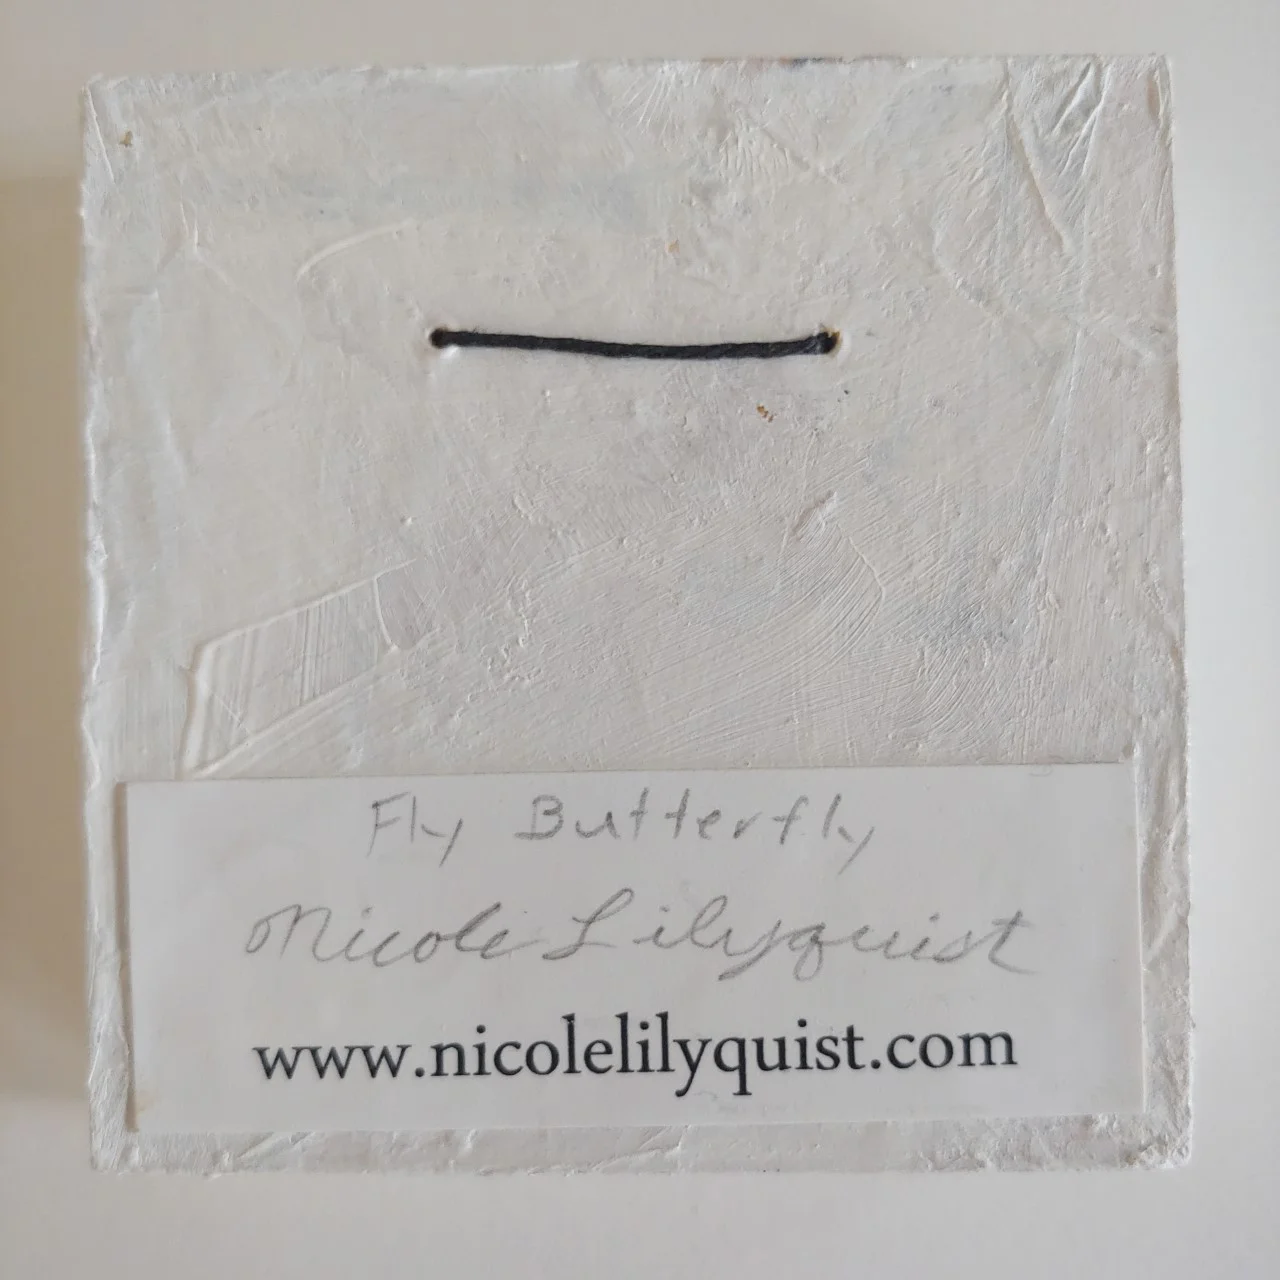 Fly Butterfly
Nicole Lilyquist
www.nicolelilyquist.com